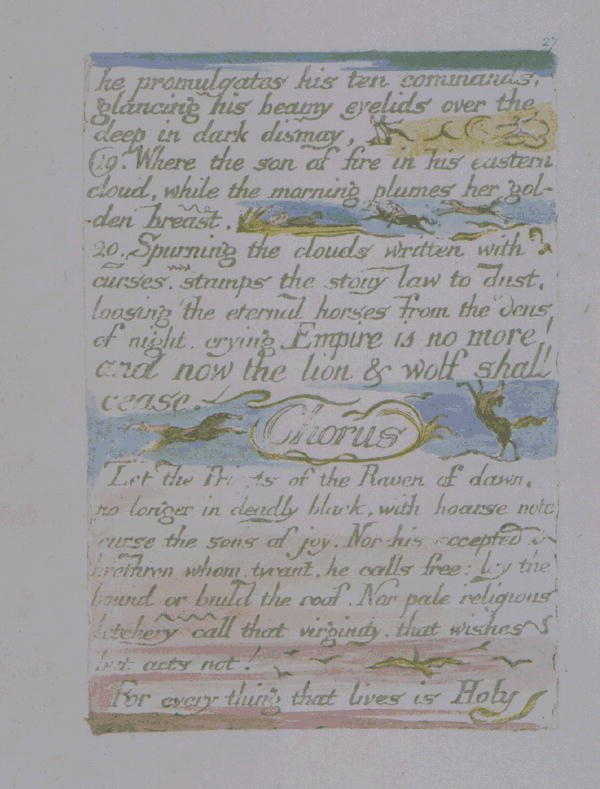 27
he promulgates his ten commands,
glancing his beamy eyelids over the
deep in dark dismay,
19. Where the son of fire in his eastern
cloud, while the morning plumes her gol-
-den breast.
20. Spurning the clouds written with
curses, stamps the stony law to dust,
loosing the eternal horses from the dens
of night, crying Empire is no more!
and now the lion & wolf shall
cease.
Chorus
Let the Priests of the Raven of dawn,
no longer in deadly black, with hoarse note
curse the sons of joy. Nor his accepted
brethren whom, tyrant, he calls free: lay the
bound or build the roof. Nor pale religious
letchery call that virginity, that wishes
but acts not!
For every thing that lives is Holy